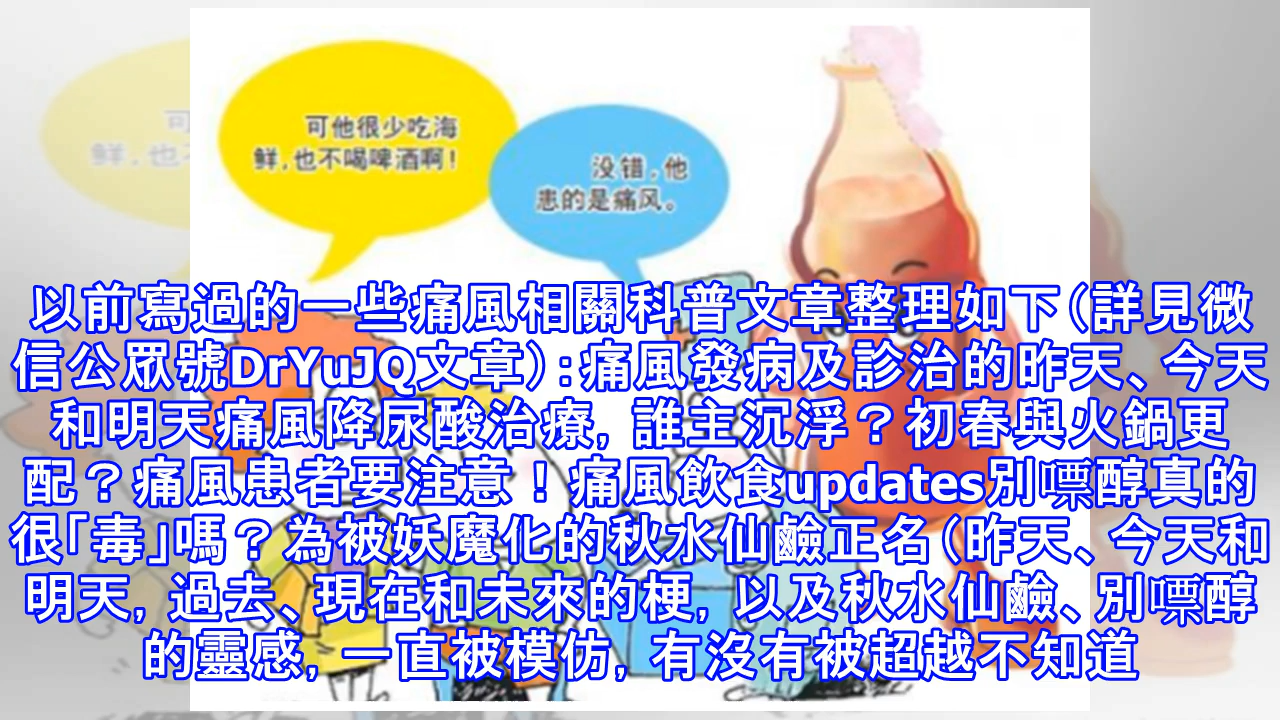 可他很少吃海
鲜,也不喝啤酒啊!
没错,他
患的是痛风。
以前寫過的一些痛風相關科普文章整理如下(詳見微
信公眾號DrYuJQ文章):痛風發病及診治的昨天、今天
和明天痛風降尿酸治療, 誰主沉浮？初春與火鍋更
配？痛風患者要注意！痛風飲食updates別嘌醇真的
很「毒」嗎？為被妖魔化的秋水仙鹼正名(昨天、今天和
明天, 過去、現在和未來的梗, 以及秋水仙鹼、別嘌醇
的靈感, 一直被模仿, 有沒有被超越不知道